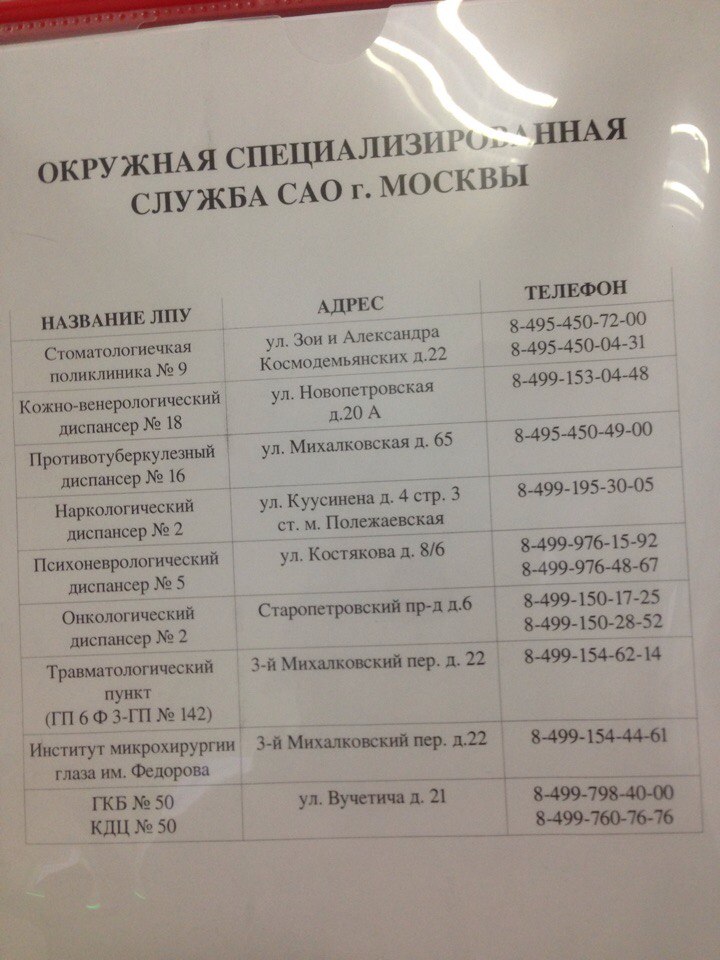 ОКРУЖНАЯ СПЕЦИАЛИЗИРОВАННАЯ
СЛУЖБА САО г. МОСКВЫ
НАЗВАНИЕ ЛПУ АДРЕС ТЕЛЕФОН
Стоматологиечкая
поликлиника № 9
ул. Зои и Александра
Космодемьянских д.22
8-495-450-72-00
8-495-450-04-31
Кожно-венерологический
диспансер № 18
ул. Новопетровская
д.20 А
8-499-153-04-48
Противотуберкулезный
диспансер № 16
ул. Михалковская д. 65
8-495-450-49-00
Наркологический
диспансер № 2
ул. Куусинена д. 4 стр. 3
ст. м. Полежаевская
8-499-195-30-05
Психоневрологический
диспансер № 5
ул. Костякова д. 8/6
8-499-976-15-92
8-499-976-48-67
Онкологический
диспансер № 2
Старопетровский пр-д д.6
8-499-150-17-25
8-499-150-28-52
Травматологический
пункт
(ГП 6 Ф 3-ГП № 142)
3-й Михалковский пер. д. 22
8-499-154-62-14
Институт микрохирургии
глаза им. Федорова
3-й Михалковский пер. д.22
8-499-154-44-61
ГКБ № 50
КДЦ № 50
ул. Вучетича д. 21
8-499-798-40-00
8-499-760-76-76